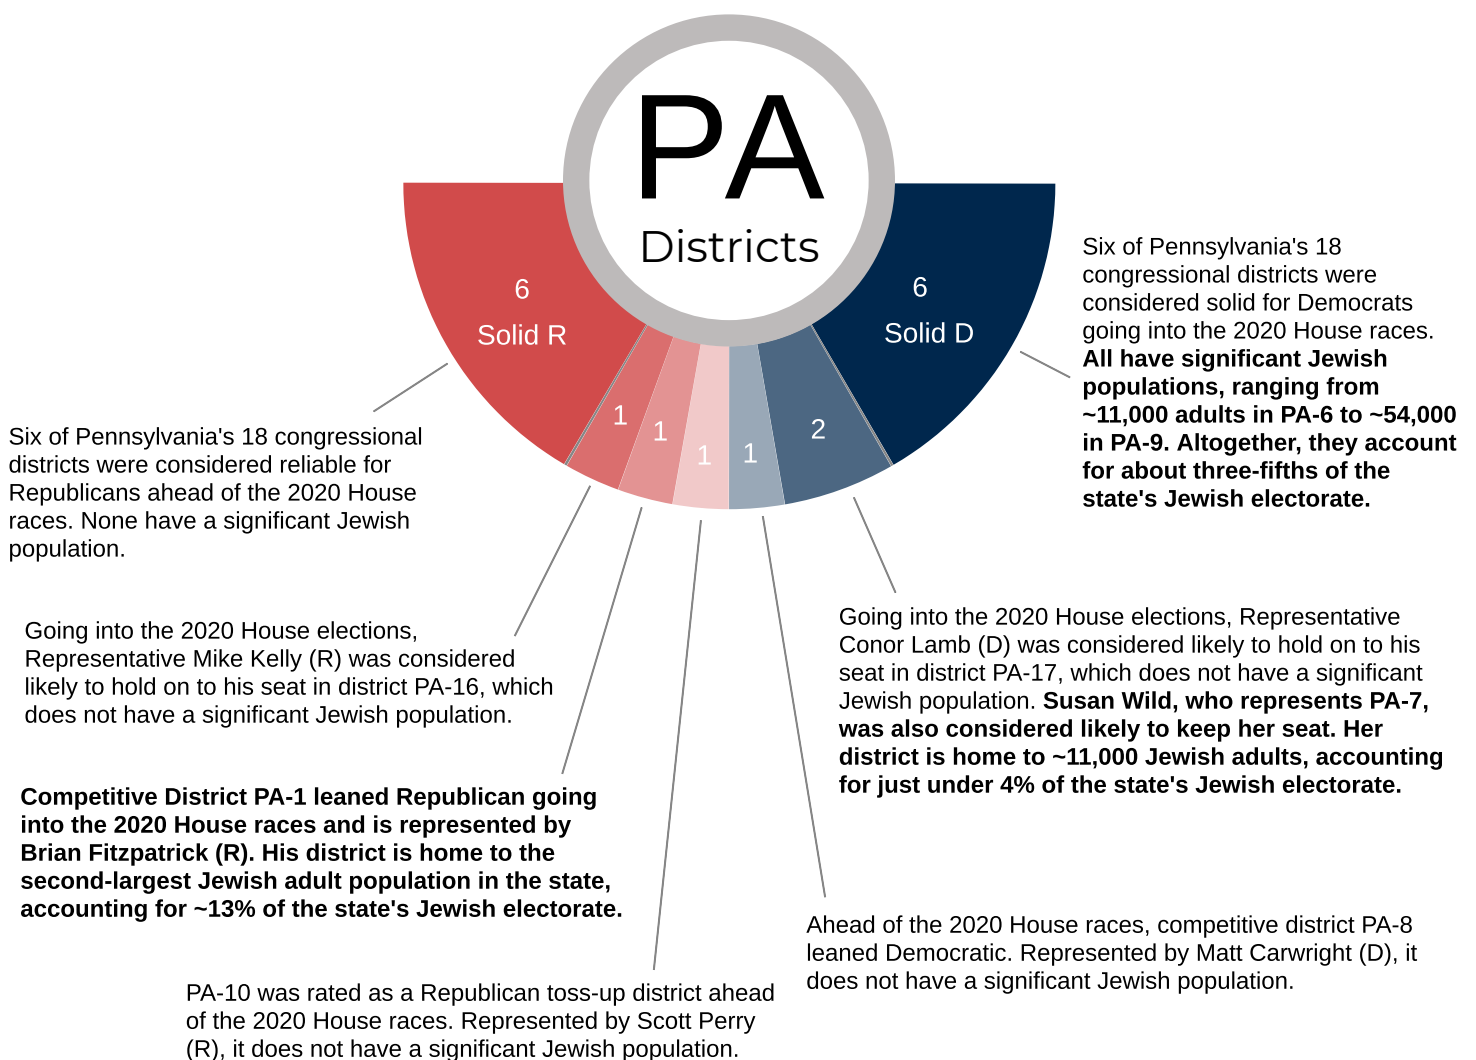 PA
Districts
6
Solid R
6
Solid D
1
1
1
1
2
Six of Pennsylvania's 18
congressional districts were
considered solid for Democrats
going into the 2020 House races.
All have significant Jewish
populations, ranging from
~11,000 adults in PA-6 to ~54,000
in PA-9. Altogether, they account
for about three-fifths of the
state's Jewish electorate.
Six of Pennsylvania's 18 congressional
districts were considered reliable for
Republicans ahead of the 2020 House
races. None have a significant Jewish
population.
Going into the 2020 House elections,
Representative Mike Kelly (R) was considered
likely to hold on to his seat in district PA-16, which
does not have a significant Jewish population.
Going into the 2020 House elections, Representative
Conor Lamb (D) was considered likely to hold on to his
seat in district PA-17, which does not have a significant
Jewish population. Susan Wild, who represents PA-7,
was also considered likely to keep her seat. Her
district is home to ~11,000 Jewish adults, accounting
for just under 4% of the state's Jewish electorate.
Competitive District PA-1 leaned Republican going
into the 2020 House races and is represented by
Brian Fitzpatrick (R). His district is home to the
second-largest Jewish adult population in the state,
accounting for ~13% of the state's Jewish electorate.
Ahead of the 2020 House races, competitive district PA-8
leaned Democratic. Represented by Matt Carwright (D), it
does not have a significant Jewish population.
PA-10 was rated as a Republican toss-up district ahead
of the 2020 House races. Represented by Scott Perry
(R), it does not have a significant Jewish population.